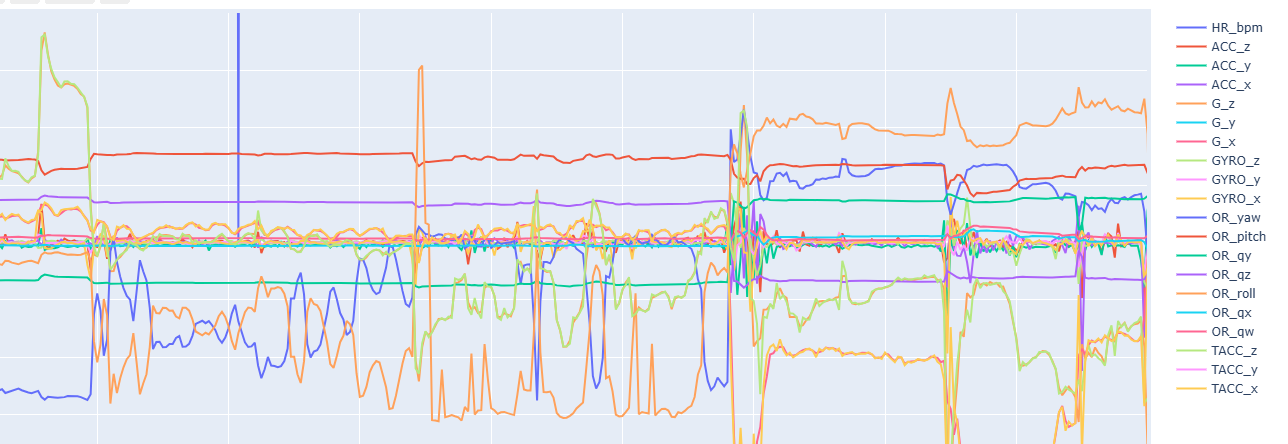 HR_bpm
ACC_z
ACC_y
ACC_x
G_z
G_y
G_x
GYRO_z
GYRO_y
GYRO_x
OR_yaw
OR_pitch
OR_qy
OR_qz
OR_roll
OR_qx
OR_qw
TACC_z
TACC_y
TACC_x